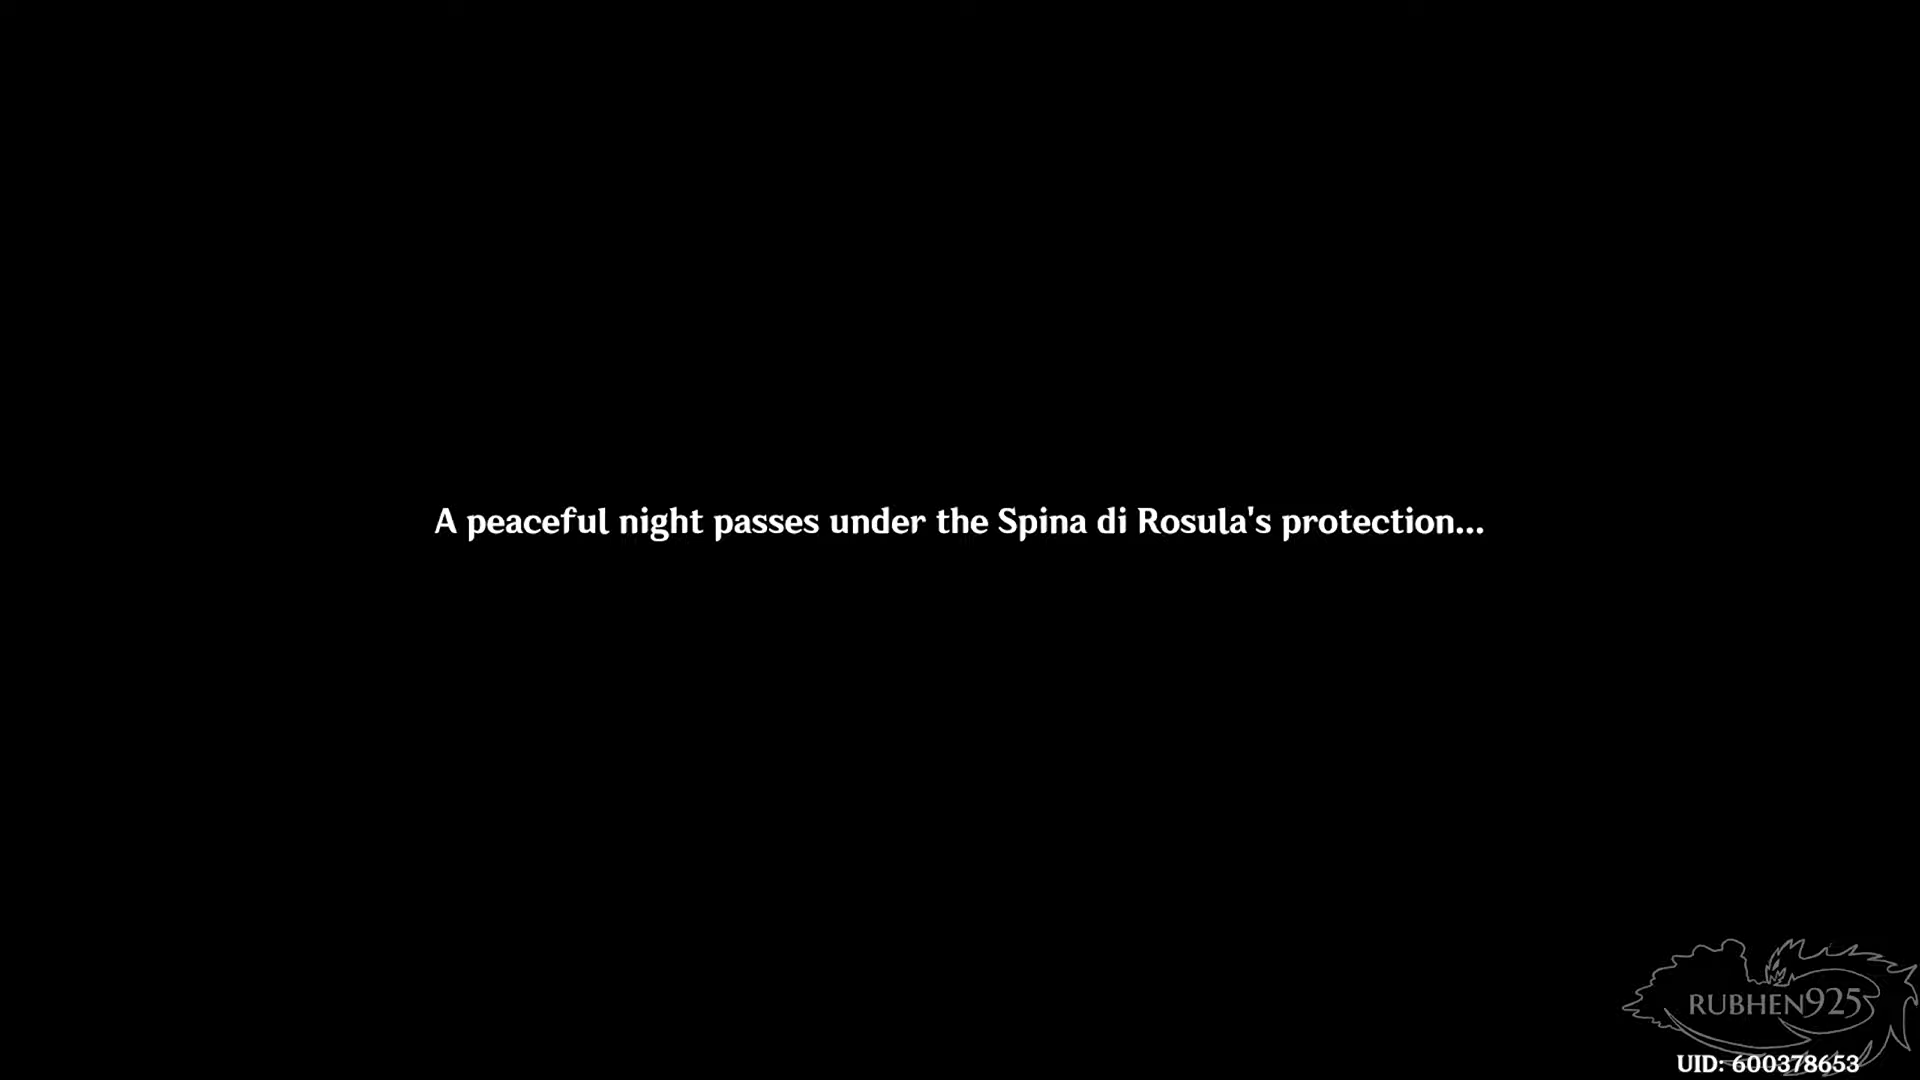 A peaceful night passes under the Spina di Rosula's protection...
RUBHEN925
UID: 600378653